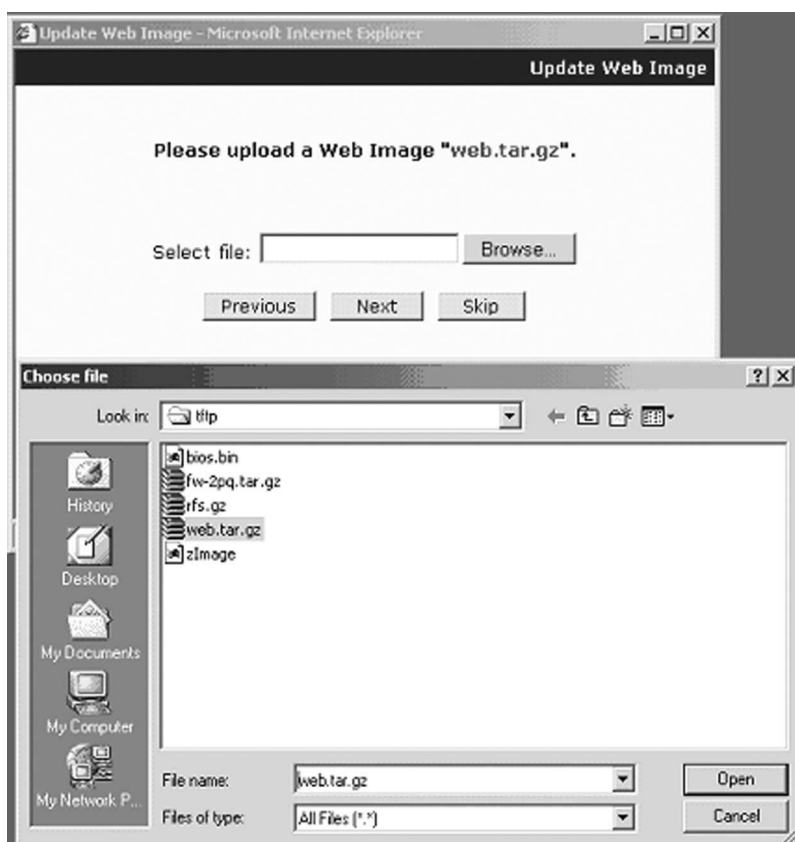 Update Web Image - Microsoft Internet Explorer
Update Web Image
Please upload a Web Image "web.tar.gz".
Select file:
Browse...
Previous Next Skip
Choose file
Look in: tftp
History
Desktop
My Documents
My Computer
My Network P...
bios.bin
fw-2pq.tar.gz
rfs.gz
web.tar.gz
zImage
File name: web.tar.gz Open
Files of type: All Files (*.*) Cancel